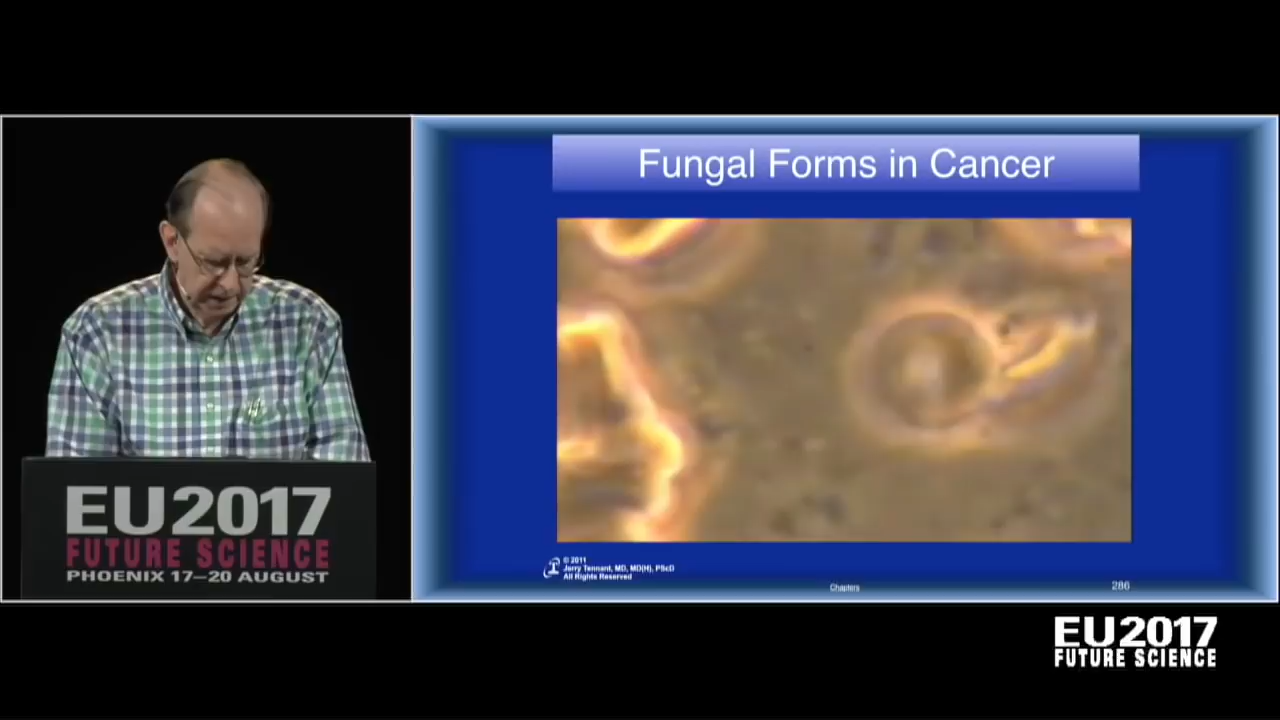 Fungal Forms in Cancer
© 2011
Jerry Tennant, MD, MD(H), PScD
All Rights Reserved
Chapters
286
EU2017
FUTURE SCIENCE
PHOENIX 17–20 AUGUST
EU2017
FUTURE SCIENCE